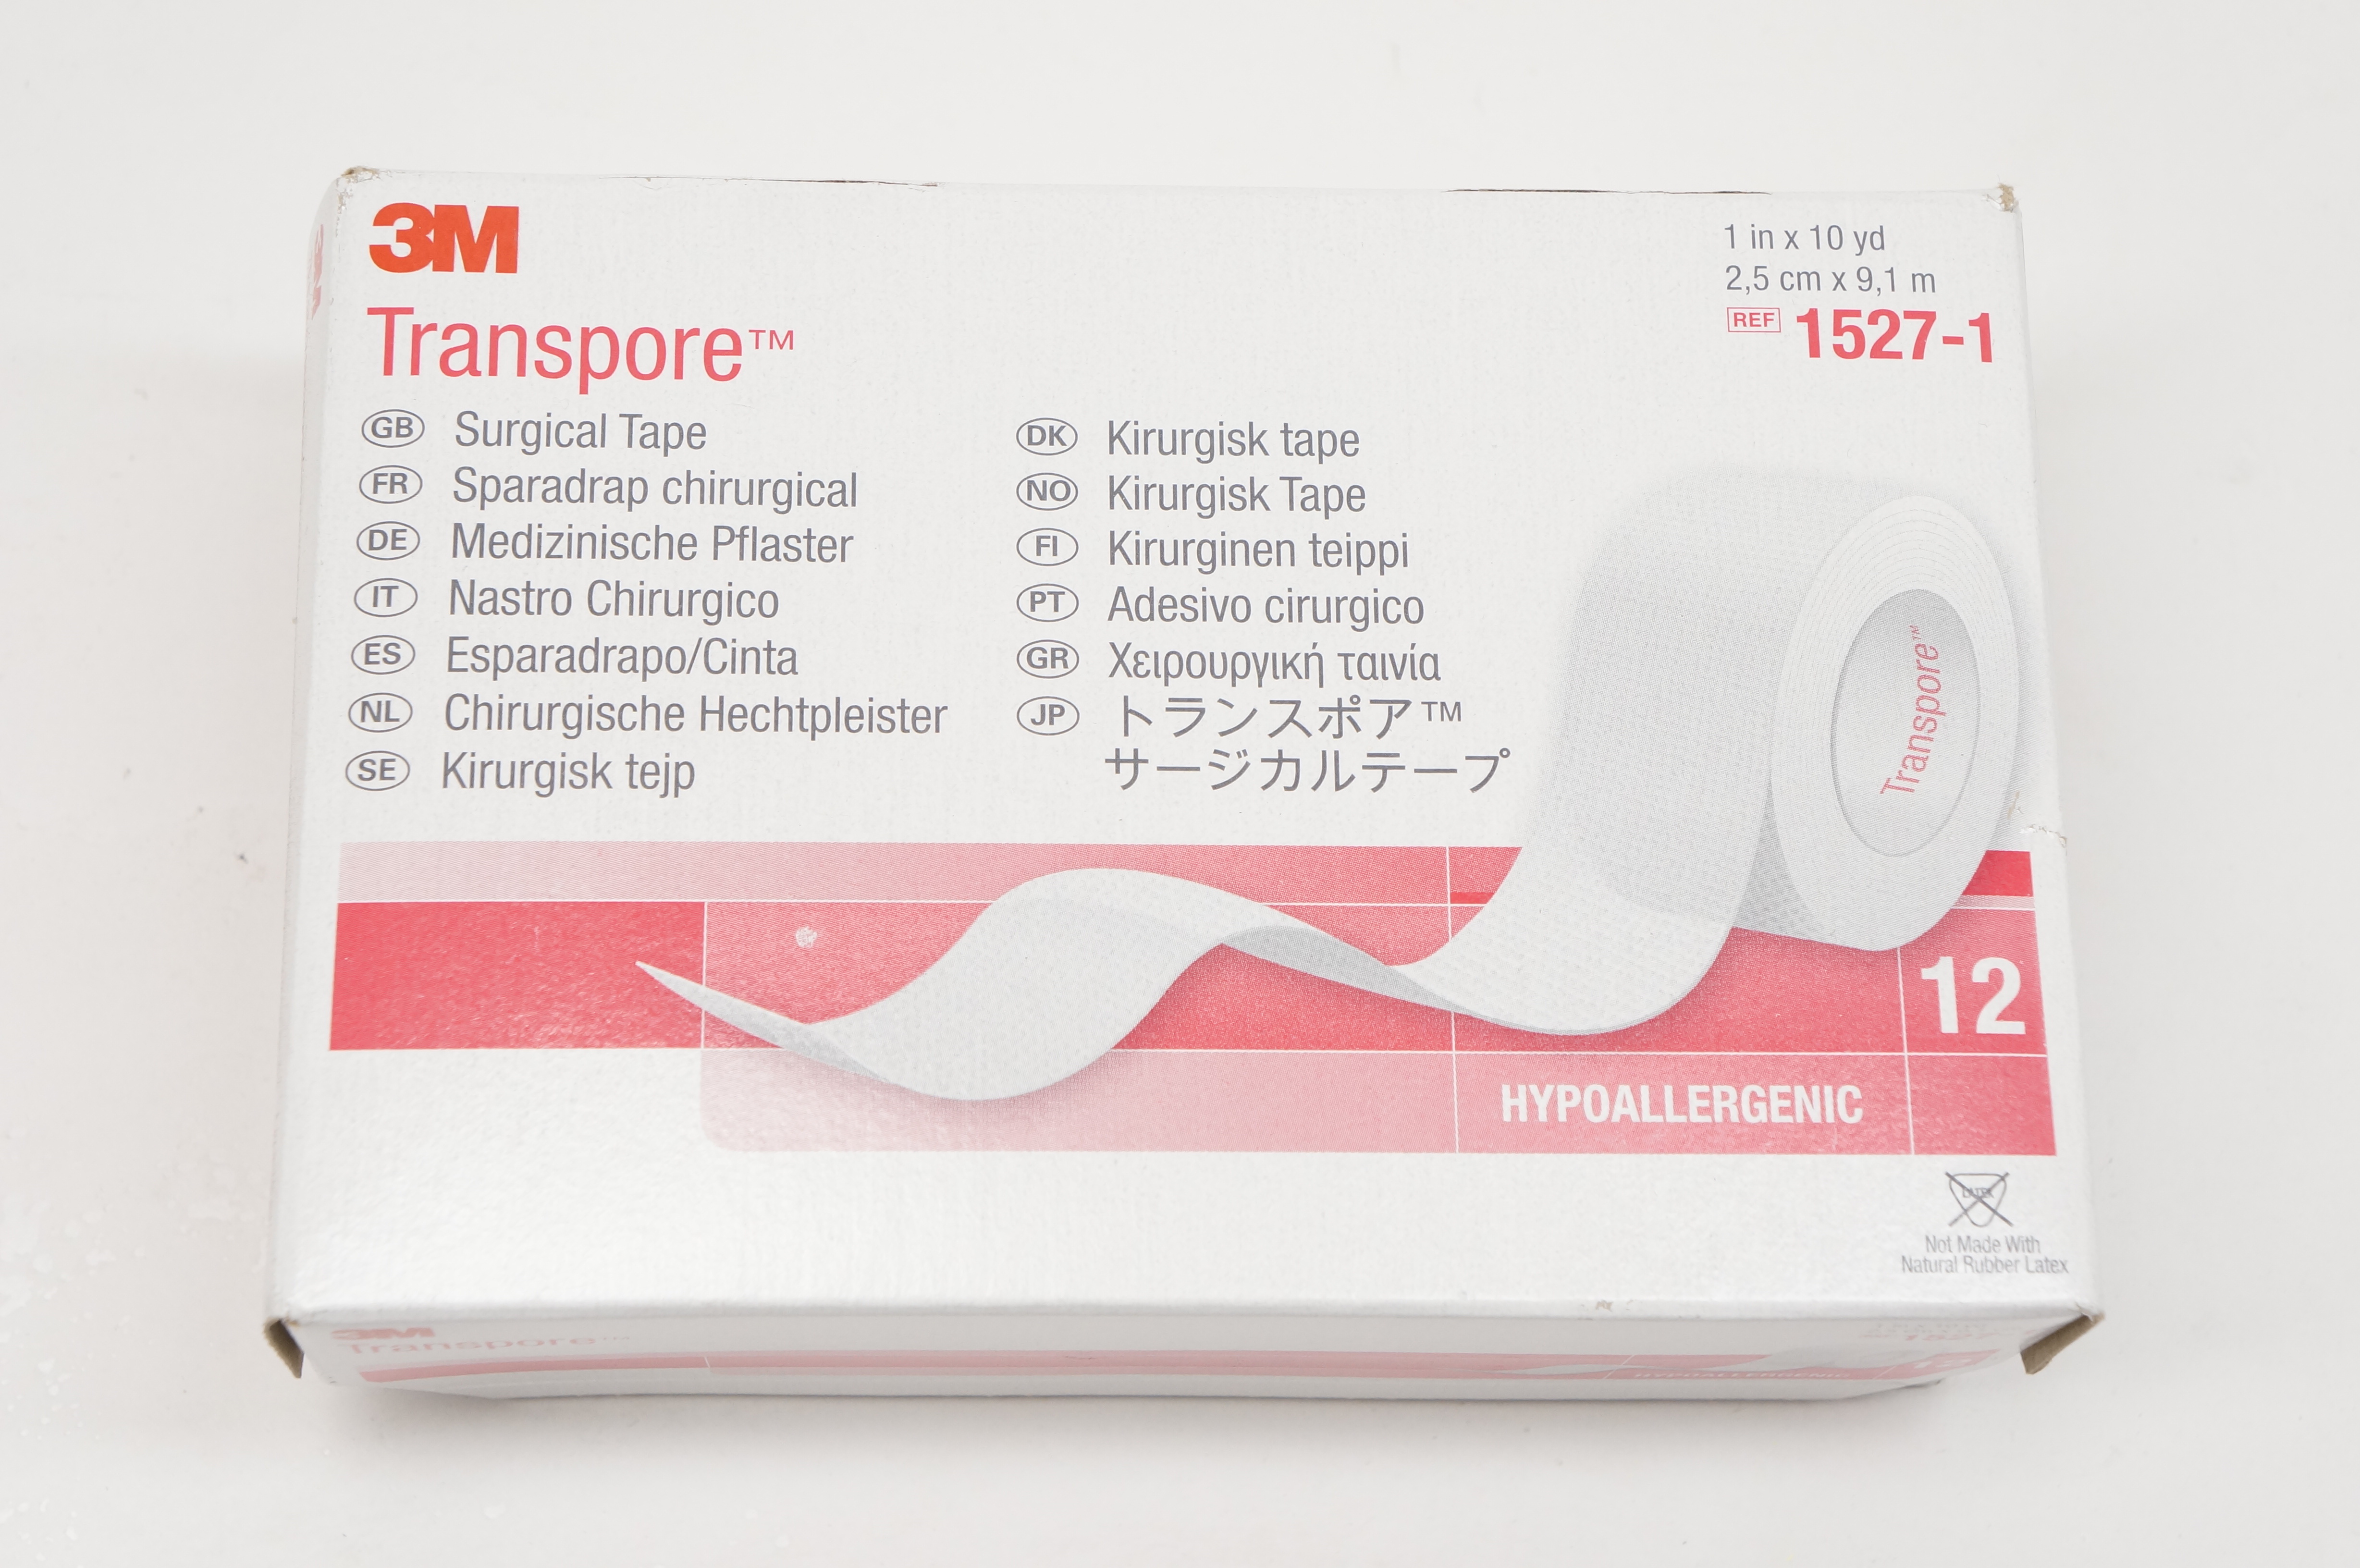 3M
Transpore™
1 in x 10 yd
2,5 cm x 9,1 m
REF 1527-1
GB Surgical Tape
FR Sparadrap chirurgical
DE Medizinische Pflaster
IT Nastro Chirurgico
ES Esparadrapo/Cinta
NL Chirurgische Hechtpleister
SE Kirurgisk tejp
DK Kirurgisk tape
NO Kirurgisk Tape
FI Kirurginen teippi
PT Adesivo cirurgico
GR Χειρουργική ταινία
JP トランスポア™
サージカルテープ
Transpore™
12
HYPOALLERGENIC
LATEX
Not Made With
Natural Rubber Latex
3M
Transpore™
HYPOALLERGENIC